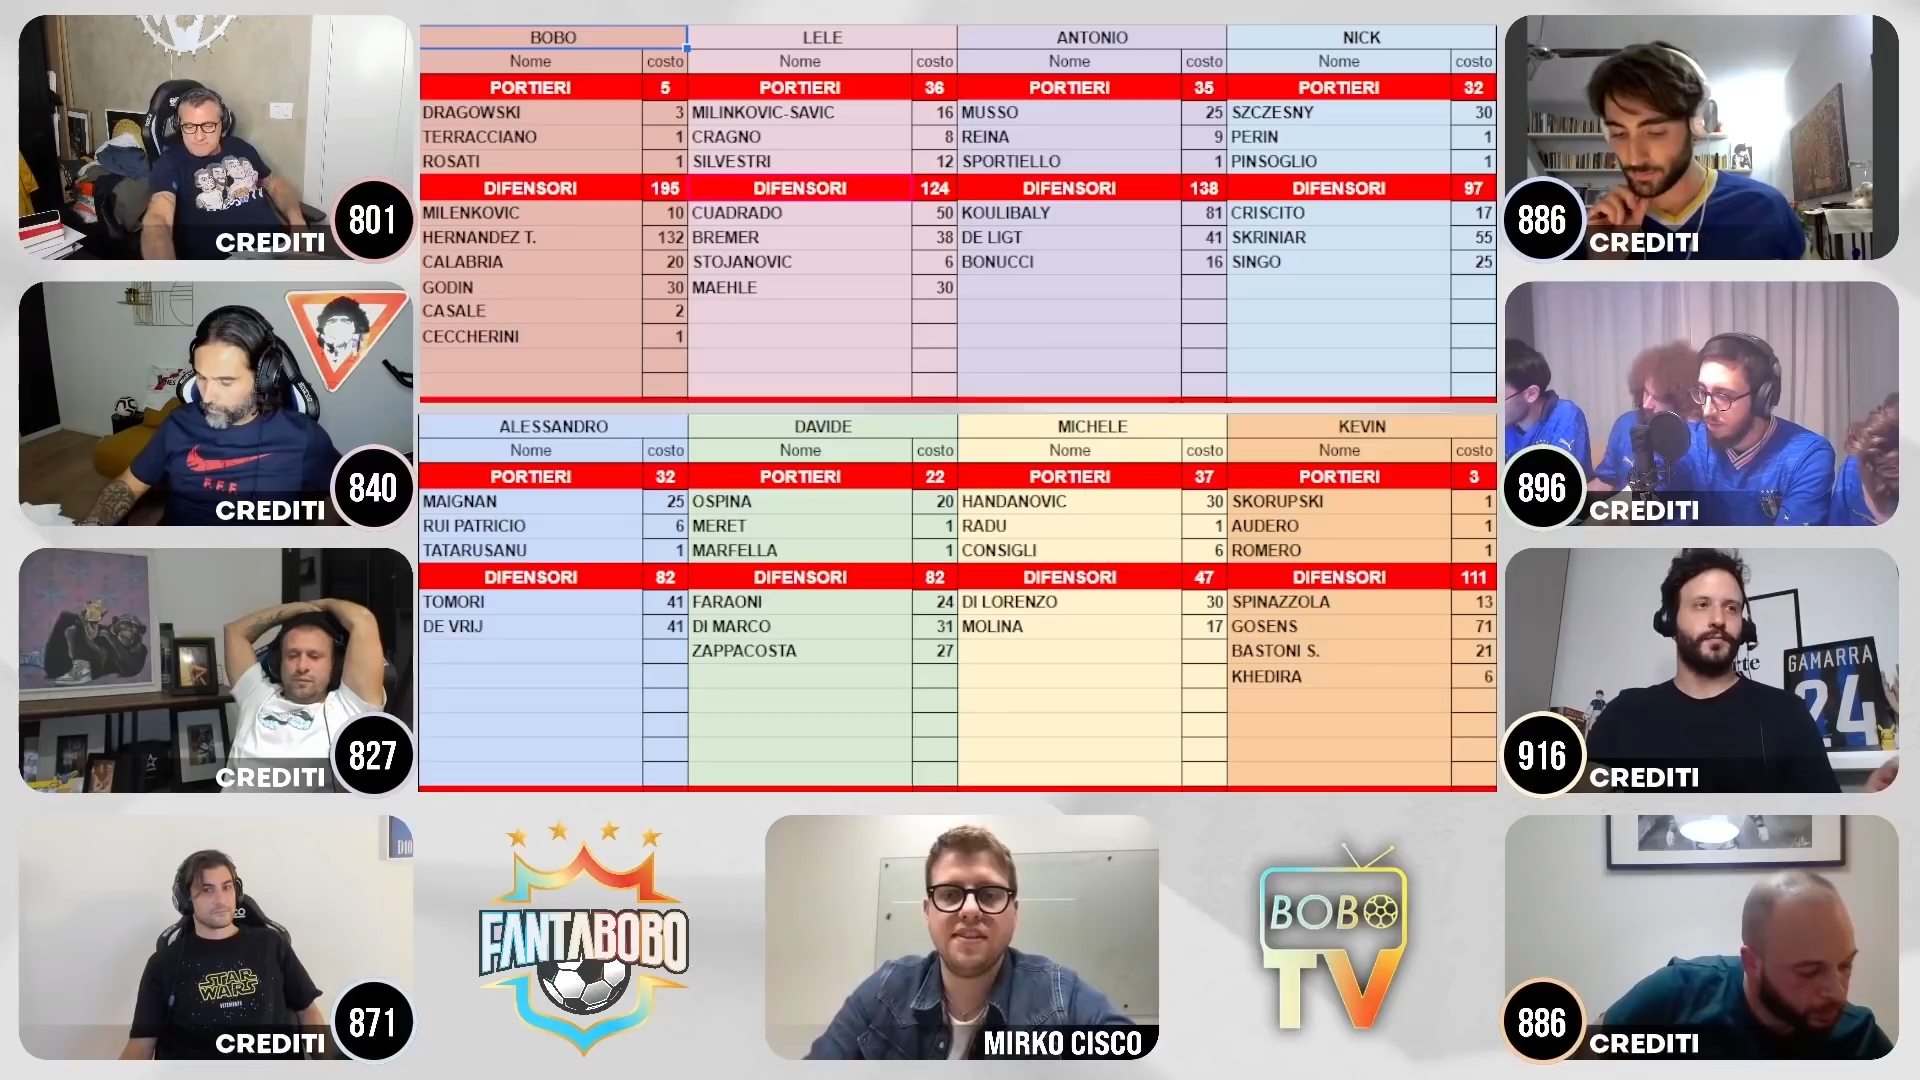 BOBO LELE ANTONIO NICK
Nome costo Nome costo Nome costo Nome costo
PORTIERI 5 PORTIERI 36 PORTIERI 35 PORTIERI 32
DRAGOWSKI 3 MILINKOVIC-SAVIC 16 MUSSO 25 SZCZESNY 30
TERRACCIANO 1 CRAGNO 8 REINA 9 PERIN 1
ROSATI 1 SILVESTRI 12 SPORTIELLO 1 PINSOGLIO 1
DIFENSORI 195 DIFENSORI 124 DIFENSORI 138 DIFENSORI 97
MILENKOVIC 10 CUADRADO 50 KOULIBALY 81 CRISCITO 17
HERNANDEZ T. 132 BREMER 38 DE LIGT 41 SKRINIAR 55
CALABRIA 20 STOJANOVIC 6 BONUCCI 16 SINGO 25
GODIN 30 MAEHLE 30
CASALE 2
CECCHERINI 1
ALESSANDRO DAVIDE MICHELE KEVIN
Nome costo Nome costo Nome costo Nome costo
PORTIERI 32 PORTIERI 22 PORTIERI 37 PORTIERI 3
MAIGNAN 25 OSPINA 20 HANDANOVIC 30 SKORUPSKI 1
RUI PATRICIO 6 MERET 1 RADU 1 AUDERO 1
TATARUSANU 1 MARFELLA 1 CONSIGLI 6 ROMERO 1
DIFENSORI 82 DIFENSORI 82 DIFENSORI 47 DIFENSORI 111
TOMORI 41 FARAONI 24 DI LORENZO 30 SPINAZZOLA 13
DE VRIJ 41 DI MARCO 31 MOLINA 17 GOSENS 71
ZAPPACOSTA 27 BASTONI S. 21
KHEDIRA 6
CREDITI 801
CREDITI 840
F.F.F.
CREDITI 827
CREDITI 871
STAR
WARS
886 CREDITI
896 CREDITI
916 CREDITI
GAMARRA
24
886 CREDITI
FANTABOBO
MIRKO CISCO
BOBO
TV